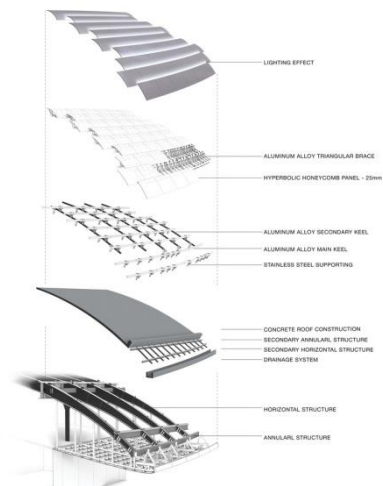 LIGHTING EFFECT
ALUMINUM ALLOY TRIANGULAR BRACE
HYPERBOLIC HONEYCOMB PANEL - 25mm
ALUMINUM ALLOY SECONDARY KEEL
ALUMINUM ALLOY MAIN KEEL
STAINLESS STEEL SUPPORTING
CONCRETE ROOF CONSTRUCTION
SECONDARY ANNULARL STRUCTURE
SECONDARY HORIZONTAL STRUCTURE
DRAINAGE SYSTEM
HORIZONTAL STRUCTURE
ANNULARL STRUCTURE